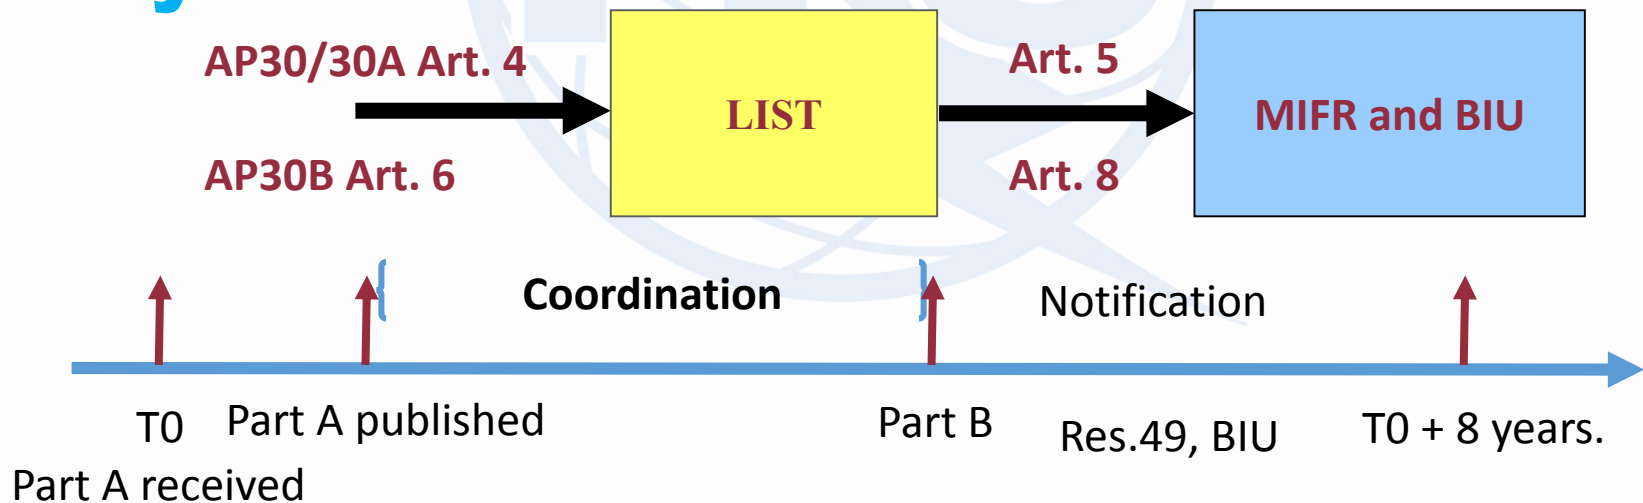 AP30/30A Art. 4
AP30B Art. 6
LIST
Art. 5
Art. 8
MIFR and BIU
Coordination
Notification
T0
Part A received
Part A published
Part B
Res.49, BIU
T0 + 8 years.